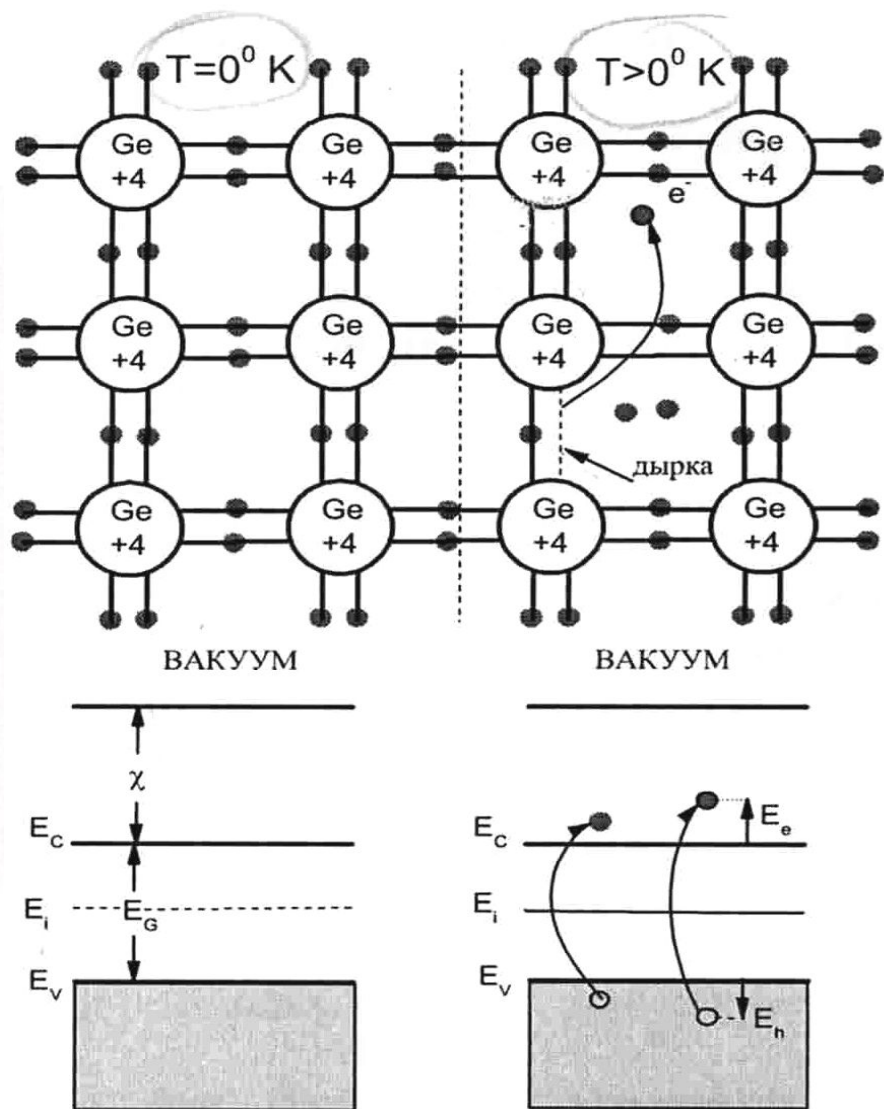 T=0⁰ K
T>0⁰ K
Ge +4
Ge +4
Ge +4
Ge +4
e⁻
Ge +4
Ge +4
Ge +4
Ge +4
дырка
Ge +4
Ge +4
Ge +4
Ge +4
ВАКУУМ
ВАКУУМ
χ
E_C
E_i
E_G
E_V
E_C
E_e
E_i
E_V
E_h